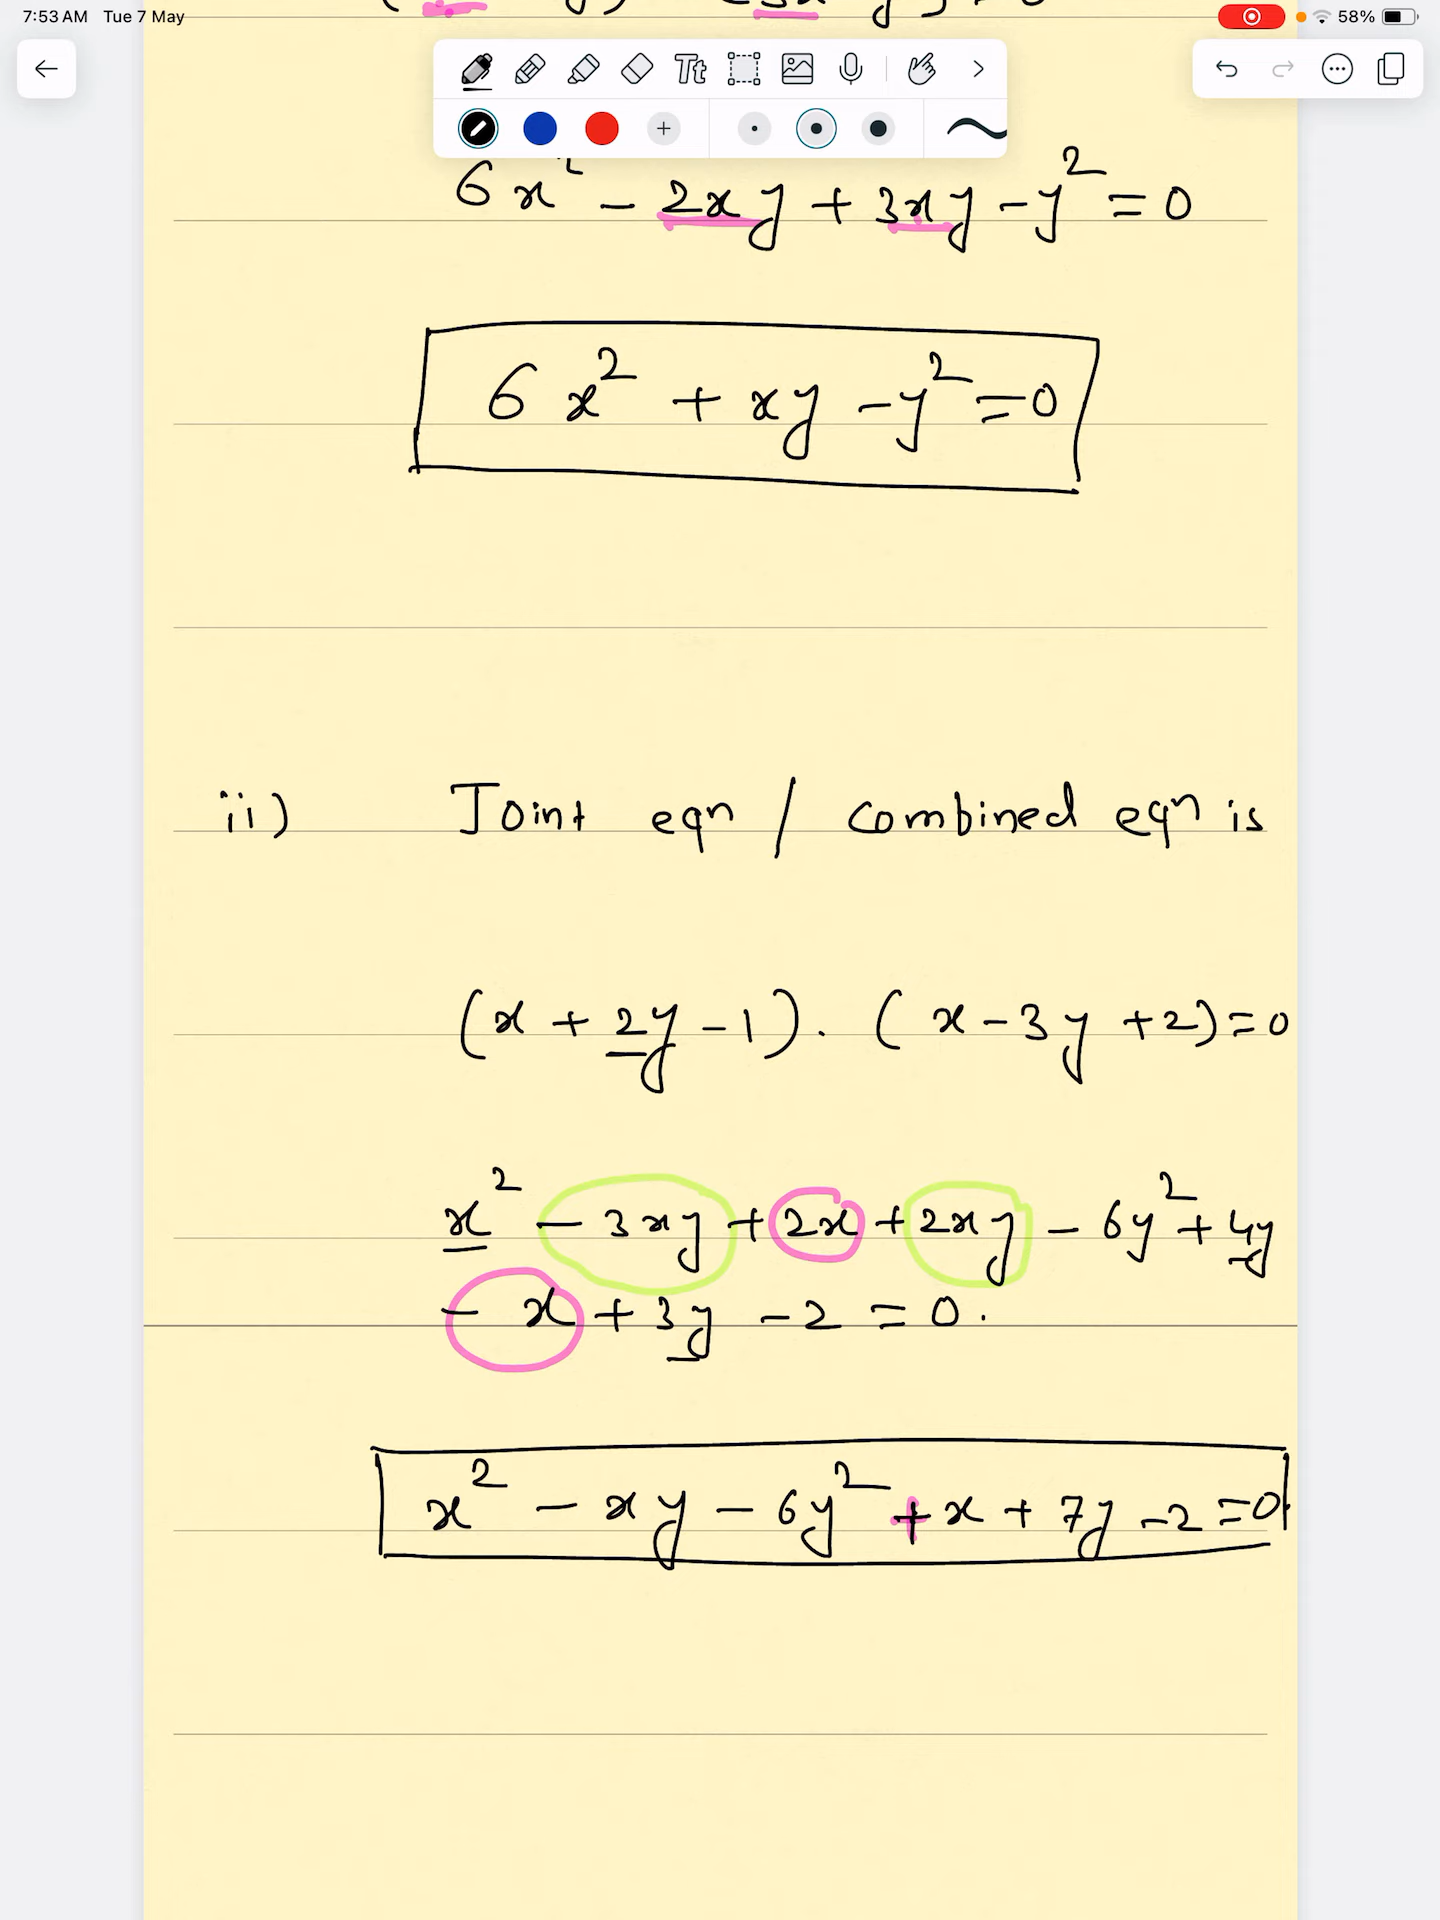 7:53 AM Tue 7 May
58%
Tt
6x² - 2xy + 3xy - y² = 0
6x² + xy - y² = 0
ii) Joint eqn / combined eqn is
(x + 2y - 1) . (x - 3y + 2) = 0
x² - 3xy + 2x + 2xy - 6y² + 4y
- x + 3y - 2 = 0.
x² - xy - 6y² + x + 7y - 2 = 0